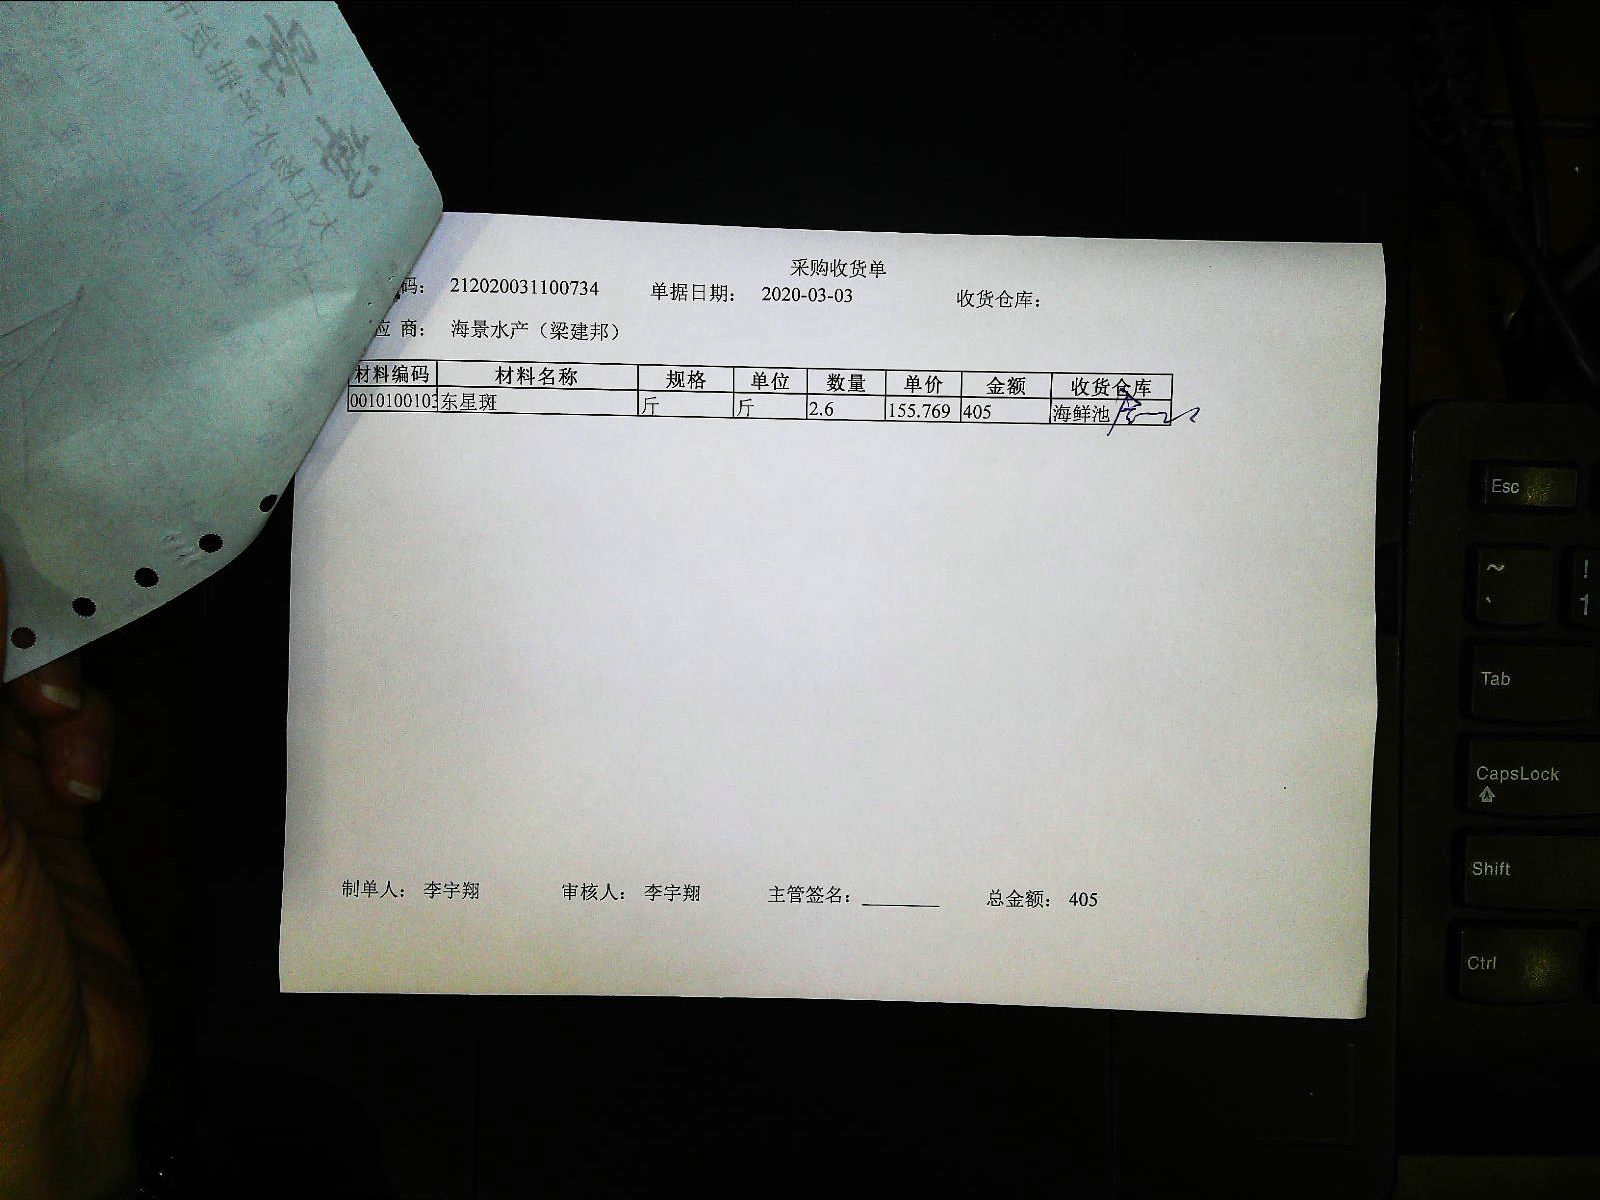 采购收货单
码： 212020031100734 单据日期： 2020-03-03 收货仓库：
应 商： 海景水产（梁建邦）
材料编码 材料名称 规格 单位 数量 单价 金额 收货仓库
0010100103 东星斑 斤 斤 2.6 155.769 405 海鲜池
制单人： 李宇翔 审核人： 李宇翔 主管签名：________ 总金额： 405
Esc
~ !
` 1
Tab
CapsLock
Shift
Ctrl